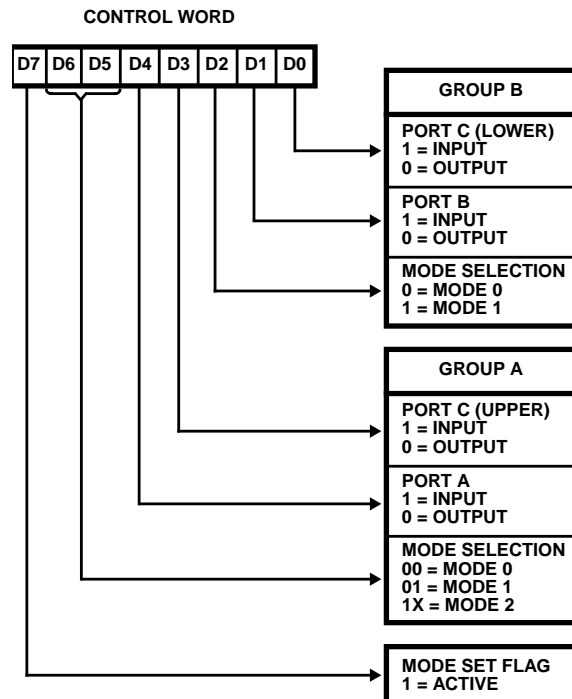 CONTROL WORD
D7 D6 D5 D4 D3 D2 D1 D0
GROUP B
PORT C (LOWER)
1 = INPUT
0 = OUTPUT
PORT B
1 = INPUT
0 = OUTPUT
MODE SELECTION
0 = MODE 0
1 = MODE 1
GROUP A
PORT C (UPPER)
1 = INPUT
0 = OUTPUT
PORT A
1 = INPUT
0 = OUTPUT
MODE SELECTION
00 = MODE 0
01 = MODE 1
1X = MODE 2
MODE SET FLAG
1 = ACTIVE